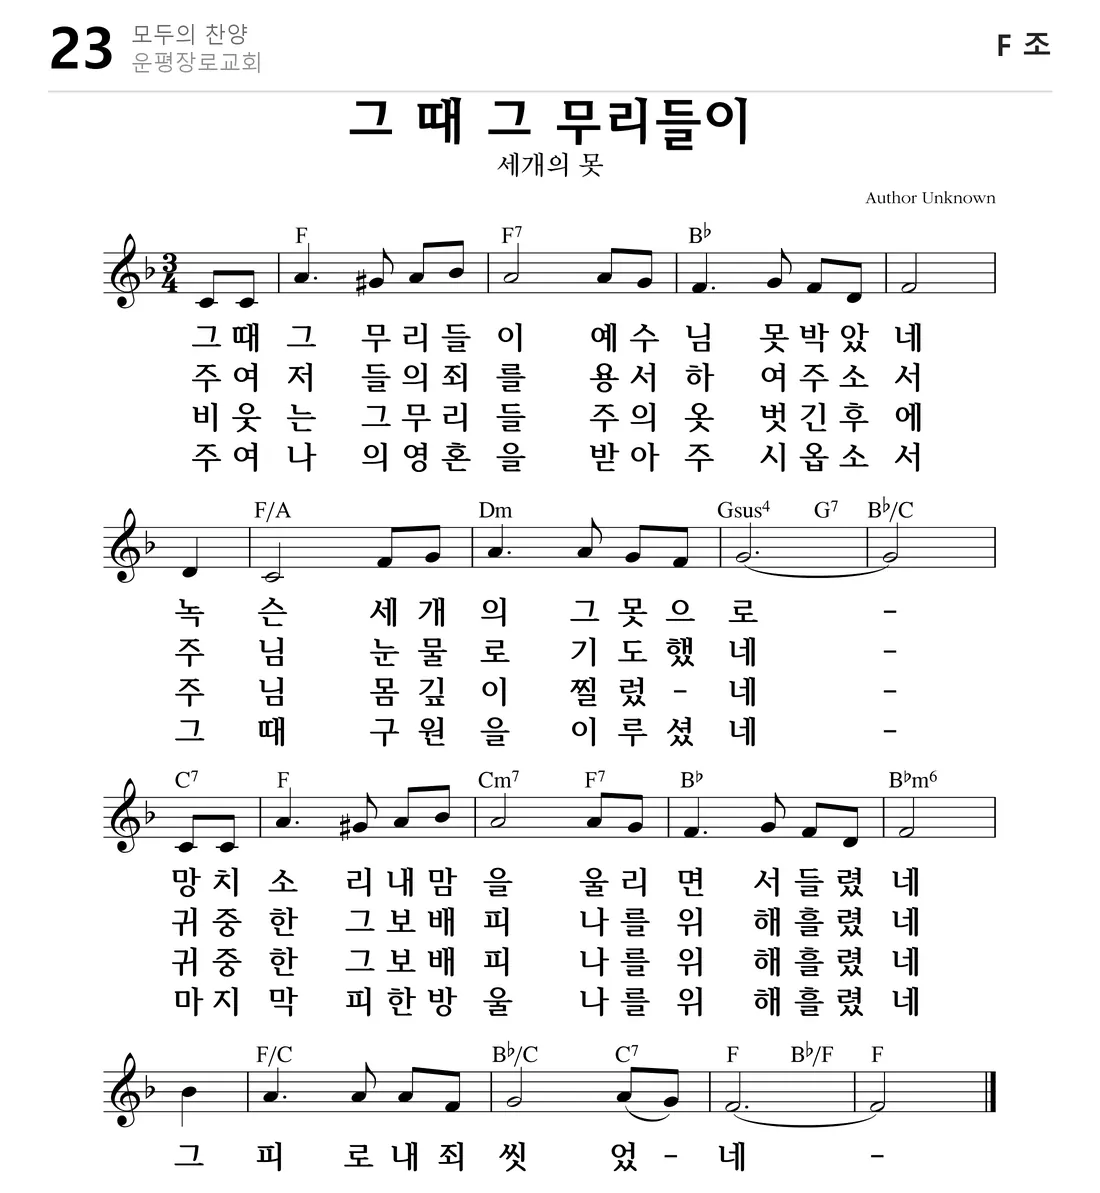 23 모두의 찬양 F 조
운평장로교회
그 때 그 무리들이
세개의 못
Author Unknown
F F7 B♭
3
4
그 때 그 무 리 들 이 예 수 님 못 박 았 네
주 여 저 들 의 죄 를 용 서 하 여 주 소 서
비 웃 는 그 무 리 들 주 의 옷 벗 긴 후 에
주 여 나 의 영 혼 을 받 아 주 시 옵 소 서
F/A Dm Gsus4 G7 B♭/C
녹 슨 세 개 의 그 못 으 로 -
주 님 눈 물 로 기 도 했 네 -
주 님 몸 깊 이 찔 렀 - 네 -
그 때 구 원 을 이 루 셨 네 -
C7 F Cm7 F7 B♭ B♭m6
망 치 소 리 내 맘 을 울 리 면 서 들 렸 네
귀 중 한 그 보 배 피 나 를 위 해 흘 렸 네
귀 중 한 그 보 배 피 나 를 위 해 흘 렸 네
마 지 막 피 한 방 울 나 를 위 해 흘 렸 네
F/C B♭/C C7 F B♭/F F
그 피 로 내 죄 씻 었 - 네 -